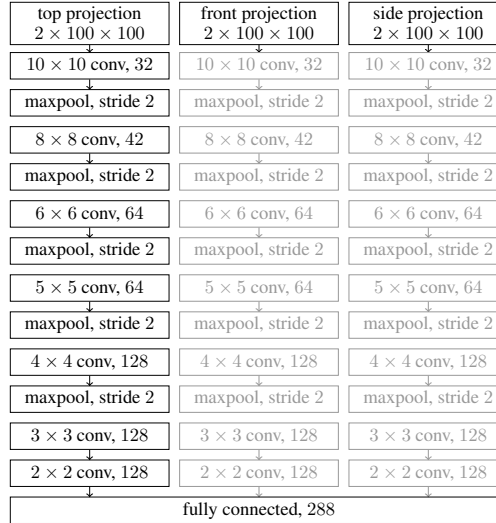 top projection front projection side projection
2 × 100 × 100 2 × 100 × 100 2 × 100 × 100
10 × 10 conv, 32 10 × 10 conv, 32 10 × 10 conv, 32
maxpool, stride 2 maxpool, stride 2 maxpool, stride 2
8 × 8 conv, 42 8 × 8 conv, 42 8 × 8 conv, 42
maxpool, stride 2 maxpool, stride 2 maxpool, stride 2
6 × 6 conv, 64 6 × 6 conv, 64 6 × 6 conv, 64
maxpool, stride 2 maxpool, stride 2 maxpool, stride 2
5 × 5 conv, 64 5 × 5 conv, 64 5 × 5 conv, 64
maxpool, stride 2 maxpool, stride 2 maxpool, stride 2
4 × 4 conv, 128 4 × 4 conv, 128 4 × 4 conv, 128
maxpool, stride 2 maxpool, stride 2 maxpool, stride 2
3 × 3 conv, 128 3 × 3 conv, 128 3 × 3 conv, 128
2 × 2 conv, 128 2 × 2 conv, 128 2 × 2 conv, 128
fully connected, 288